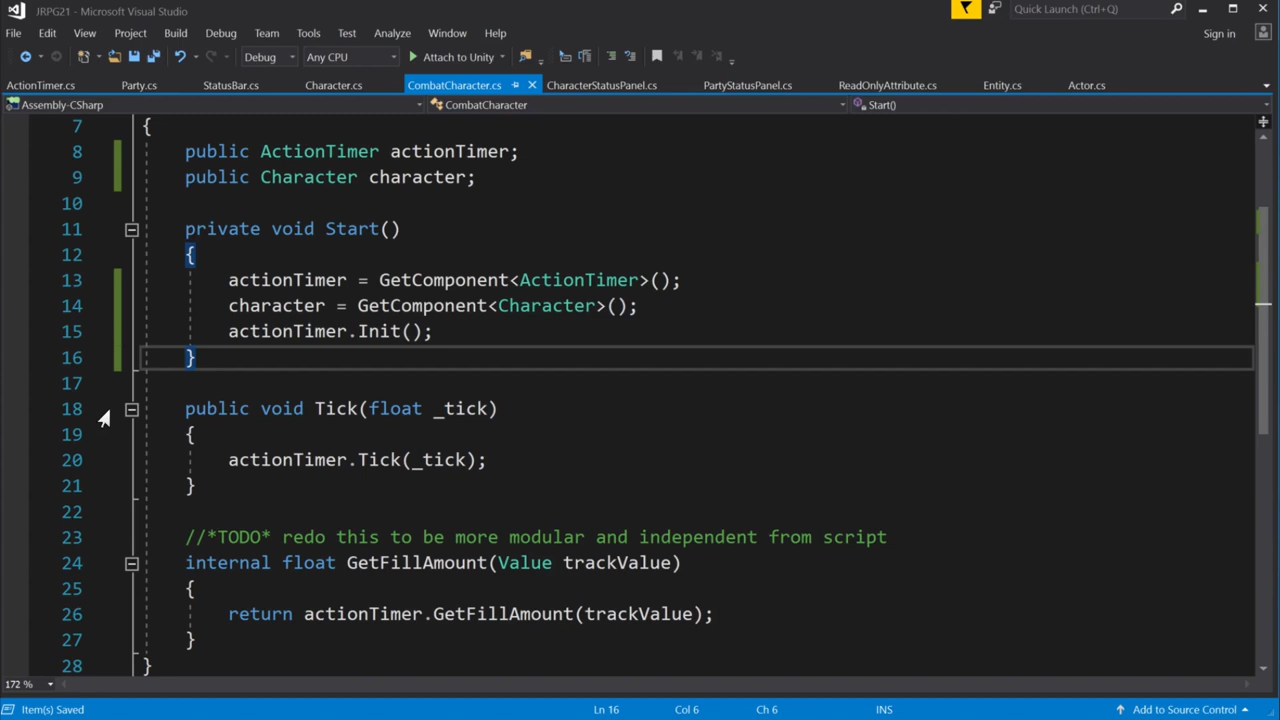 JRPG21 - Microsoft Visual Studio
Quick Launch (Ctrl+Q)
File Edit View Project Build Debug Team Tools Test Analyze Window Help
Sign in
Debug Any CPU Attach to Unity
ActionTimer.cs Party.cs StatusBar.cs Character.cs CombatCharacter.cs CharacterStatusPanel.cs PartyStatusPanel.cs ReadOnlyAttribute.cs Entity.cs Actor.cs
Assembly-CSharp CombatCharacter Start()
7 {
8 public ActionTimer actionTimer;
9 public Character character;
10
11 private void Start()
12 {
13 actionTimer = GetComponent<ActionTimer>();
14 character = GetComponent<Character>();
15 actionTimer.Init();
16 }
17
18 public void Tick(float _tick)
19 {
20 actionTimer.Tick(_tick);
21 }
22
23 //*TODO* redo this to be more modular and independent from script
24 internal float GetFillAmount(Value trackValue)
25 {
26 return actionTimer.GetFillAmount(trackValue);
27 }
28 }
172 %
Item(s) Saved Ln 16 Col 6 Ch 6 INS Add to Source Control